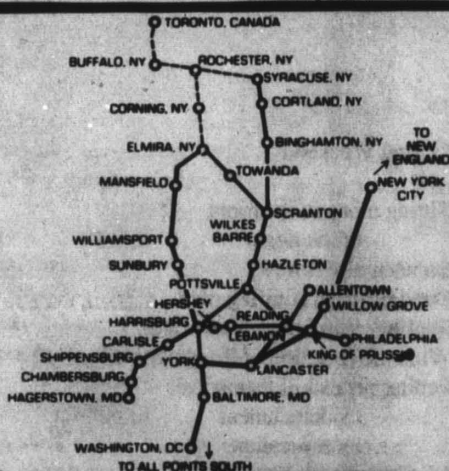 TORONTO, CANADA
BUFFALO, NY
ROCHESTER, NY
SYRACUSE, NY
CORNING, NY
CORTLAND, NY
ELMIRA, NY
BINGHAMTON, NY
TO
NEW
ENGLAND
TOWANDA
MANSFIELD
NEW YORK
CITY
SCRANTON
WILKES
BARRE
WILLIAMSPORT
SUNBURY
HAZLETON
POTTSVILLE
ALLENTOWN
HERSHEY
WILLOW GROVE
READING
HARRISBURG
LEBANON
CARLISLE
PHILADELPHIA
SHIPPENSBURG
KING OF PRUSSIA
YORK
LANCASTER
CHAMBERSBURG
HAGERSTOWN, MD
BALTIMORE, MD
WASHINGTON, DC
TO ALL POINTS SOUTH